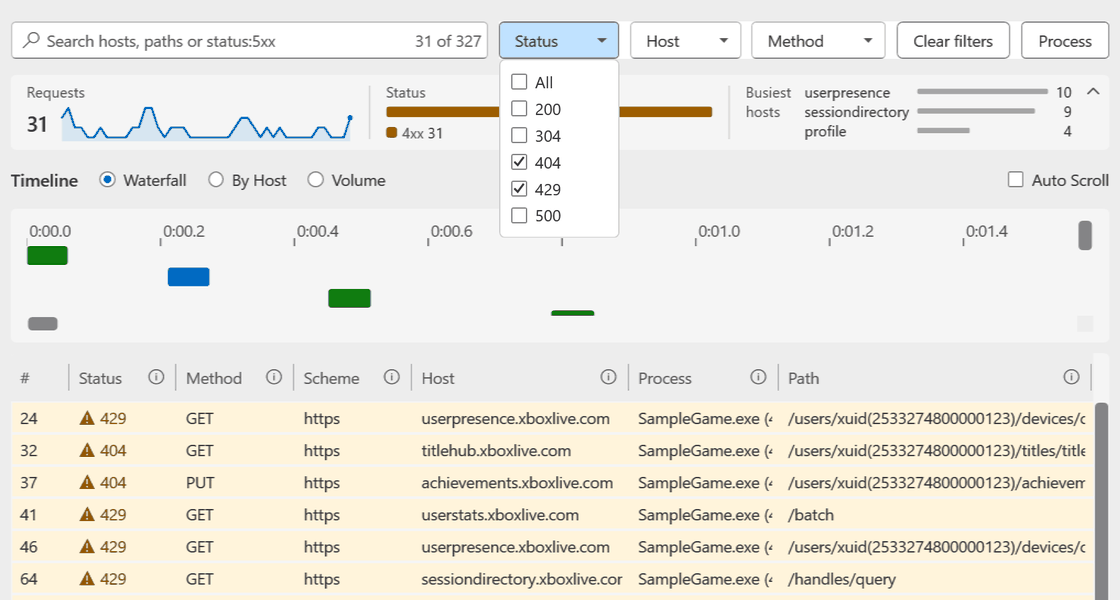 Search hosts, paths or status:5xx 31 of 327 Status Host Method Clear filters Process
All
200
304
404
429
500
Requests
31
Status
4xx 31
Busiest hosts
userpresence 10
sessiondirectory 9
profile 4
Timeline Waterfall By Host Volume Auto Scroll
0:00.0 0:00.2 0:00.4 0:00.6 0:01.0 0:01.2 0:01.4
# Status Method Scheme Host Process Path
24 429 GET https userpresence.xboxlive.com SampleGame.exe (4 /users/xuid(2533274800000123)/devices/c
32 404 GET https titlehub.xboxlive.com SampleGame.exe (4 /users/xuid(2533274800000123)/titles/title
37 404 PUT https achievements.xboxlive.com SampleGame.exe (4 /users/xuid(2533274800000123)/achievem
41 429 GET https userstats.xboxlive.com SampleGame.exe (4 /batch
46 429 GET https userpresence.xboxlive.com SampleGame.exe (4 /users/xuid(2533274800000123)/devices/c
64 429 GET https sessiondirectory.xboxlive.cor SampleGame.exe (4 /handles/query